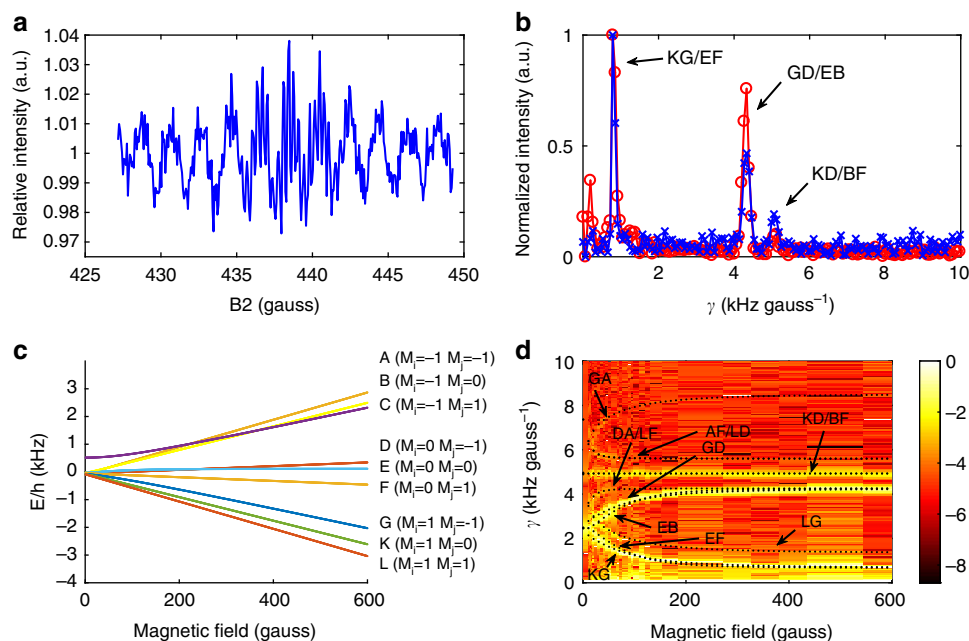 a
1.04
1.03
1.02
1.01
1
0.99
0.98
0.97
425
430
435
440
445
450
Relative intensity (a.u.)
B2 (gauss)
b
1
0.5
0
2
4
6
8
10
Normalized intensity (a.u.)
KG/EF
GD/EB
KD/BF
γ (kHz gauss⁻¹)
c
3
2
1
0
−1
−2
−3
−4
0
200
400
600
E/h (kHz)
Magnetic field (gauss)
A (Mᵢ=−1 Mⱼ=−1)
B (Mᵢ=−1 Mⱼ=0)
C (Mᵢ=−1 Mⱼ=1)
D (Mᵢ=0 Mⱼ=−1)
E (Mᵢ=0 Mⱼ=0)
F (Mᵢ=0 Mⱼ=1)
G (Mᵢ=1 Mⱼ=-1)
K (Mᵢ=1 Mⱼ=0)
L (Mᵢ=1 Mⱼ=1)
d
10
8
6
4
2
0
0
200
400
600
γ (kHz gauss⁻¹)
Magnetic field (gauss)
GA
DA/LE
AF/LD
GD
KD/BF
EB
EF
LG
KG
0
−2
−4
−6
−8